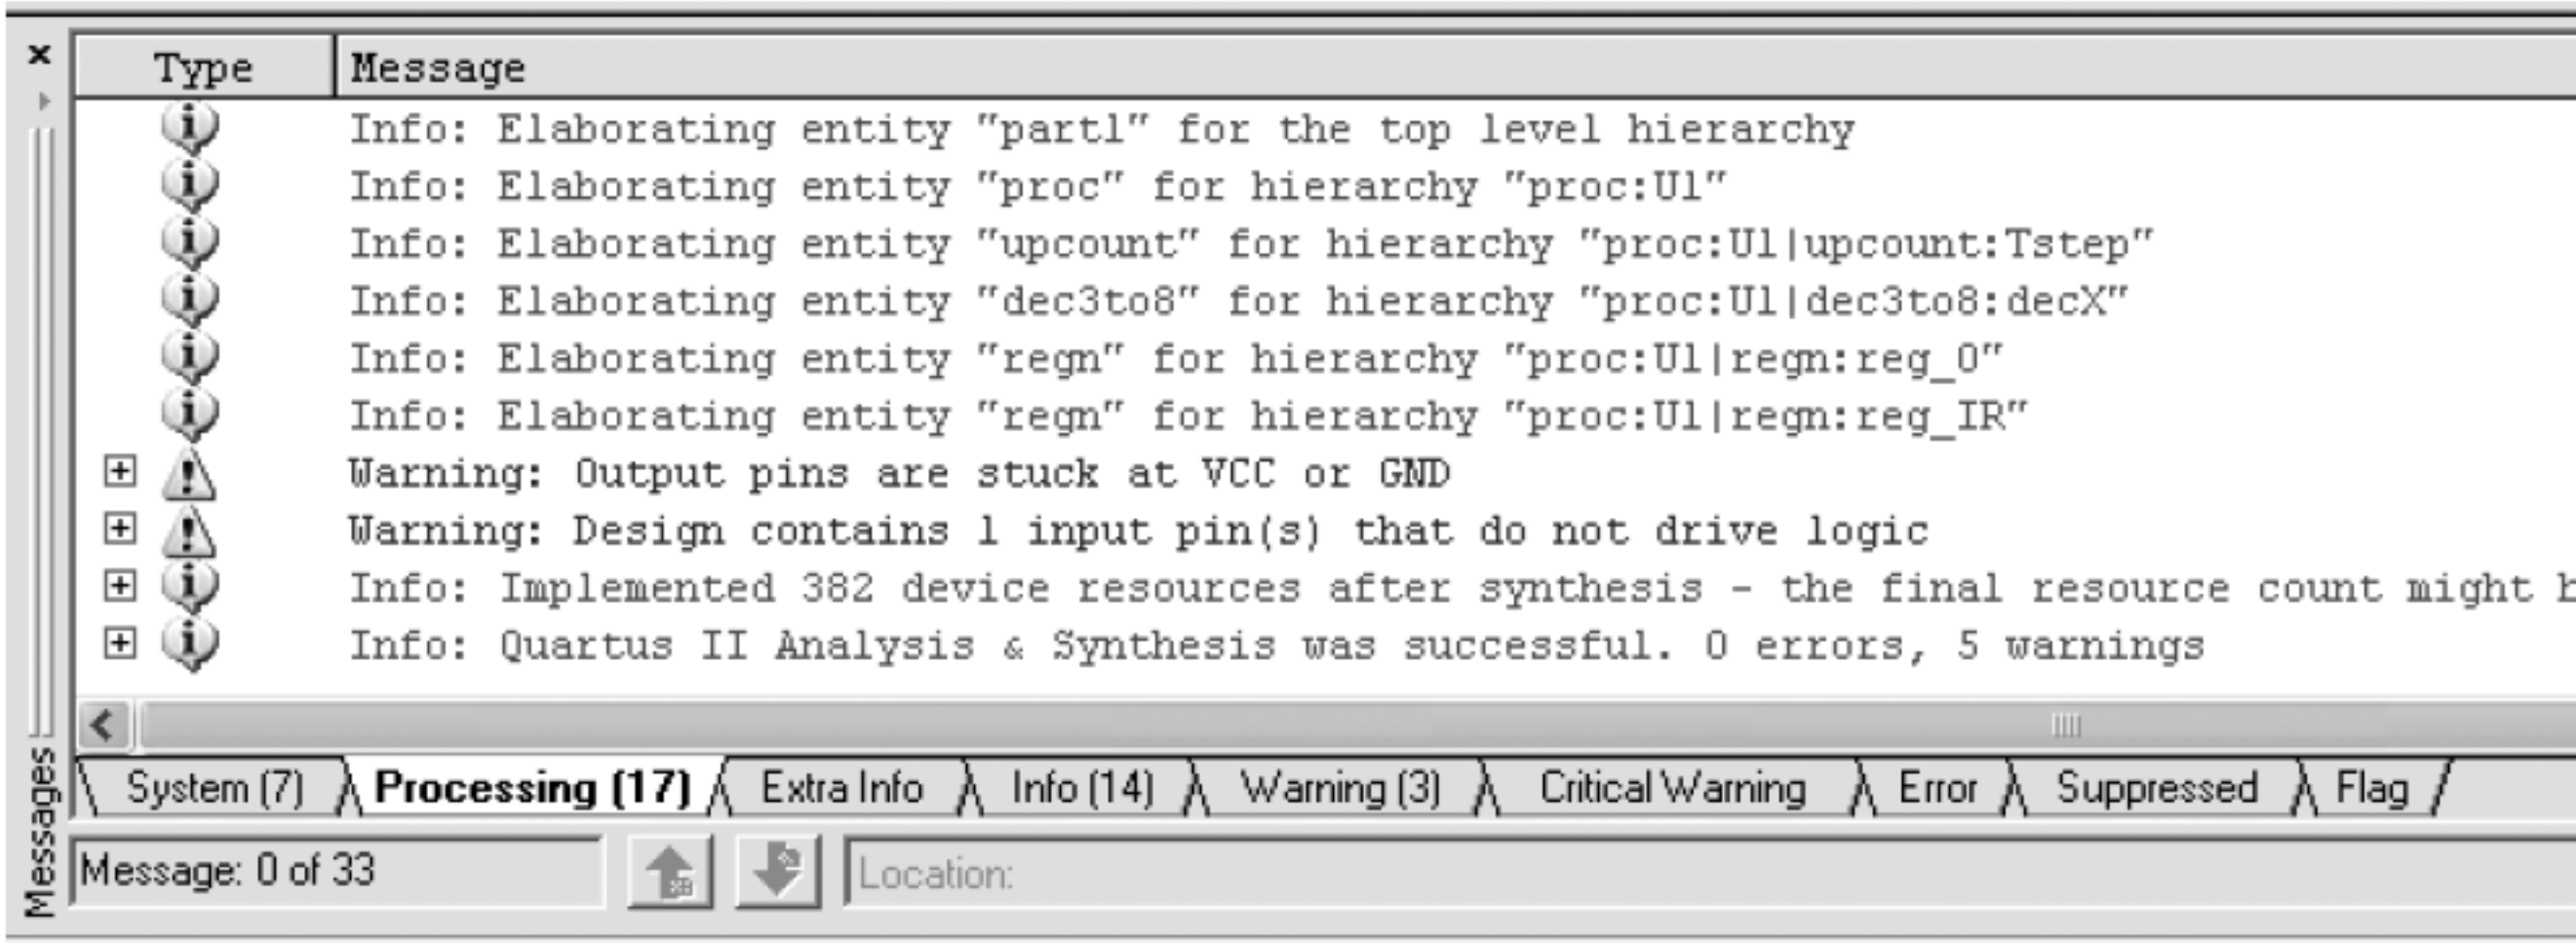 Type Message
Info: Elaborating entity "part1" for the top level hierarchy
Info: Elaborating entity "proc" for hierarchy "proc:U1"
Info: Elaborating entity "upcount" for hierarchy "proc:U1|upcount:Tstep"
Info: Elaborating entity "dec3to8" for hierarchy "proc:U1|dec3to8:decX"
Info: Elaborating entity "regn" for hierarchy "proc:U1|regn:reg_0"
Info: Elaborating entity "regn" for hierarchy "proc:U1|regn:reg_IR"
Warning: Output pins are stuck at VCC or GND
Warning: Design contains 1 input pin(s) that do not drive logic
Info: Implemented 382 device resources after synthesis - the final resource count might
Info: Quartus II Analysis & Synthesis was successful. 0 errors, 5 warnings
System (7) Processing (17) Extra Info Info (14) Warning (3) Critical Warning Error Suppressed Flag
Message: 0 of 33 Location:
Messages